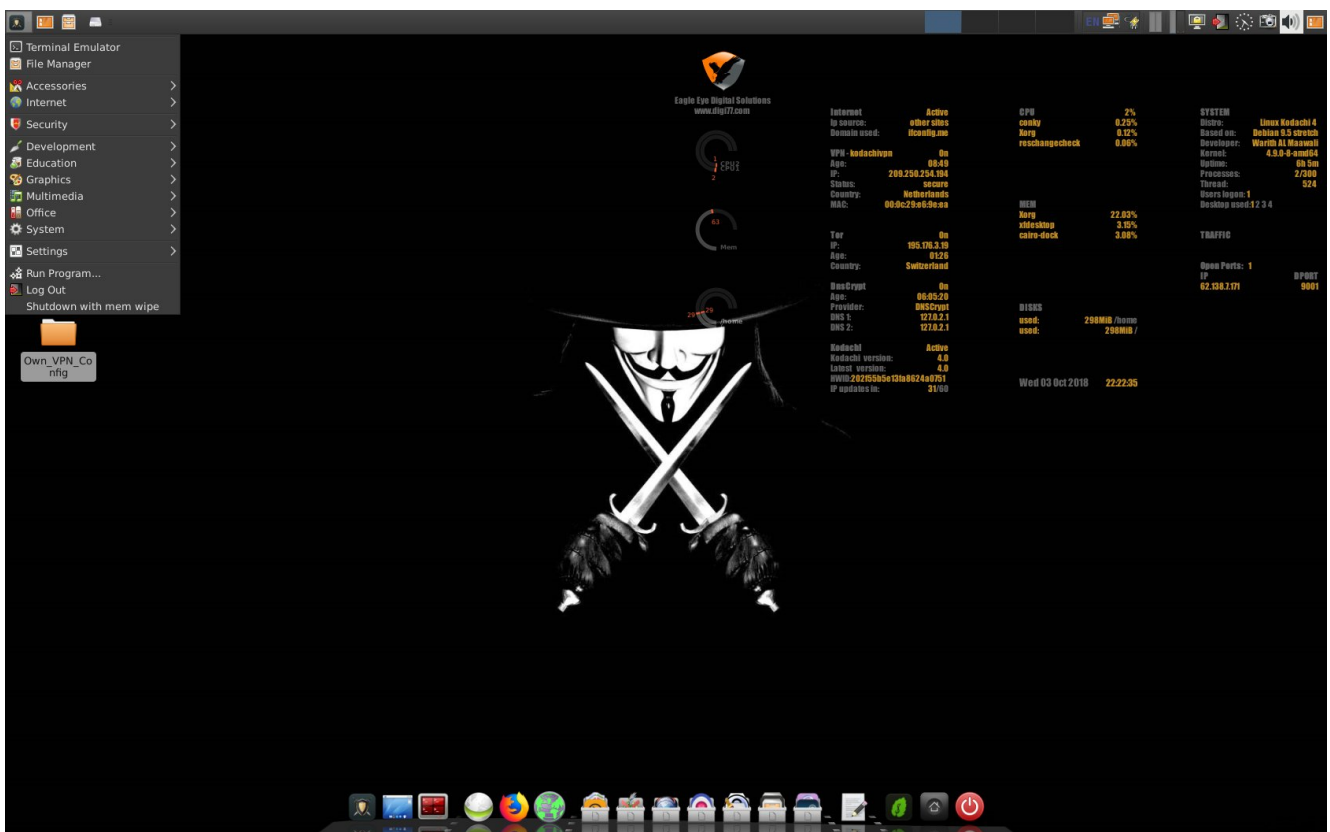 EN
Terminal Emulator
File Manager
Accessories
Internet
Security
Development
Education
Graphics
Multimedia
Office
System
Settings
Run Program...
Log Out
Shutdown with mem wipe
Own_VPN_Co
nfig
Eagle Eye Digital Solutions
www.digi77.com
1 CPU2
1 CPU1
2
63
Mem
/home
Internet Active
Ip source: other sites
Domain used: ifconfig.me
VPN - kodachivpn On
Age: 08:49
IP: 209.250.254.194
Status: secure
Country: Netherlands
MAC: 00:0c:29:e6:9e:ea
Tor On
IP: 195.176.3.19
Age: 01:26
Country: Switzerland
DnsCrypt On
Age: 06:05:20
Provider: DNSCrypt
DNS 1: 127.0.2.1
DNS 2: 127.0.2.1
Kodachi Active
Kodachi version: 4.0
Latest version: 4.0
HWID:202f55b5e13fa8624a0751
IP updates in: 31/60
CPU 2%
conky 0.25%
Xorg 0.12%
reschangecheck 0.06%
MEM
Xorg 22.03%
xfdesktop 3.15%
cairo-dock 3.08%
DISKS
used: 298MiB /home
used: 298MiB /
Wed 03 Oct 2018 22:22:35
SYSTEM
Distro: Linux Kodachi 4
Based on: Debian 9.5 stretch
Developer: Warith AL Maawali
Kernel: 4.9.0-8-amd64
Uptime: 6h 5m
Processes: 2/300
Thread: 524
Users logon: 1
Desktop used:1 2 3 4
TRAFFIC
Open Ports: 1
IP DPORT
62.138.7.171 9001